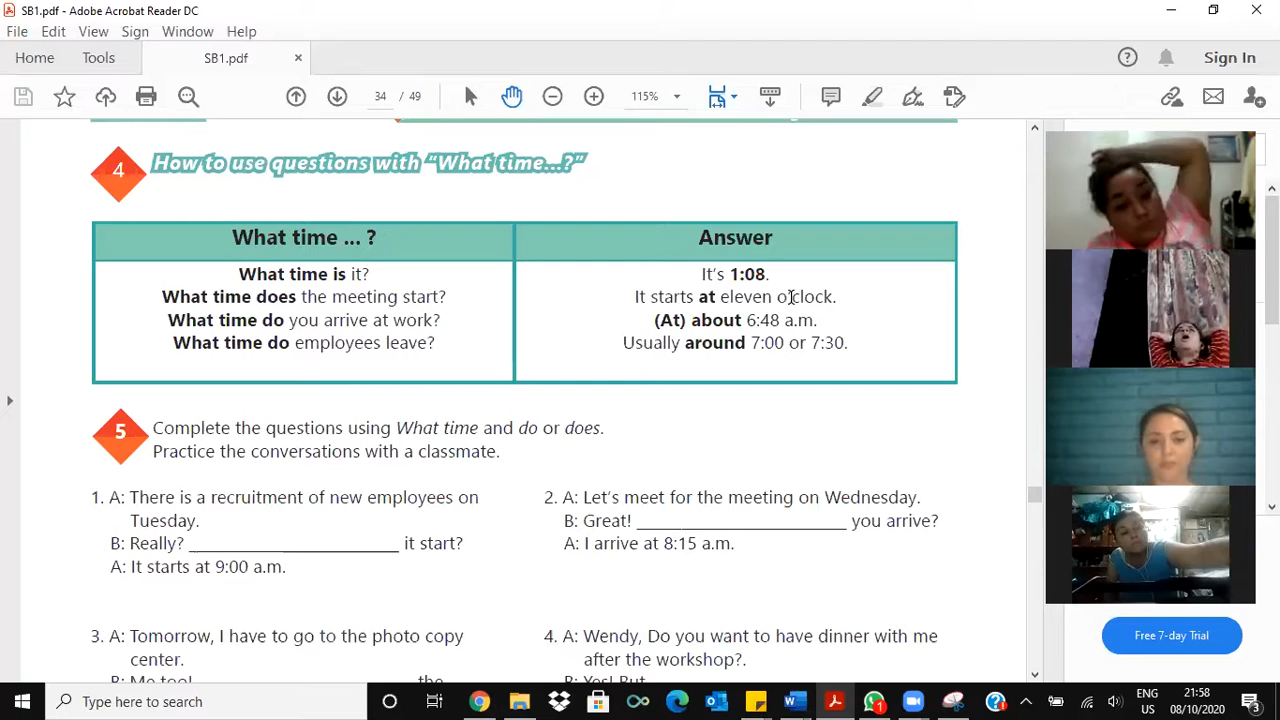 SB1.pdf - Adobe Acrobat Reader DC
File Edit View Sign Window Help
Home Tools SB1.pdf × ? Sign In
34 / 49 115%
4 How to use questions with “What time...?”
What time ... ? Answer
What time is it? It’s 1:08.
What time does the meeting start? It starts at eleven o’clock.
What time do you arrive at work? (At) about 6:48 a.m.
What time do employees leave? Usually around 7:00 or 7:30.
5 Complete the questions using What time and do or does.
Practice the conversations with a classmate.
1. A: There is a recruitment of new employees on
Tuesday.
B: Really? ______________________ it start?
A: It starts at 9:00 a.m.
2. A: Let’s meet for the meeting on Wednesday.
B: Great! ______________________ you arrive?
A: I arrive at 8:15 a.m.
3. A: Tomorrow, I have to go to the photo copy
center.
B: Me too! ______________________ the
4. A: Wendy, Do you want to have dinner with me
after the workshop?.
B: Yes! But
Free 7-day Trial
Type here to search
ENG
US
21:58
08/10/2020
3
1